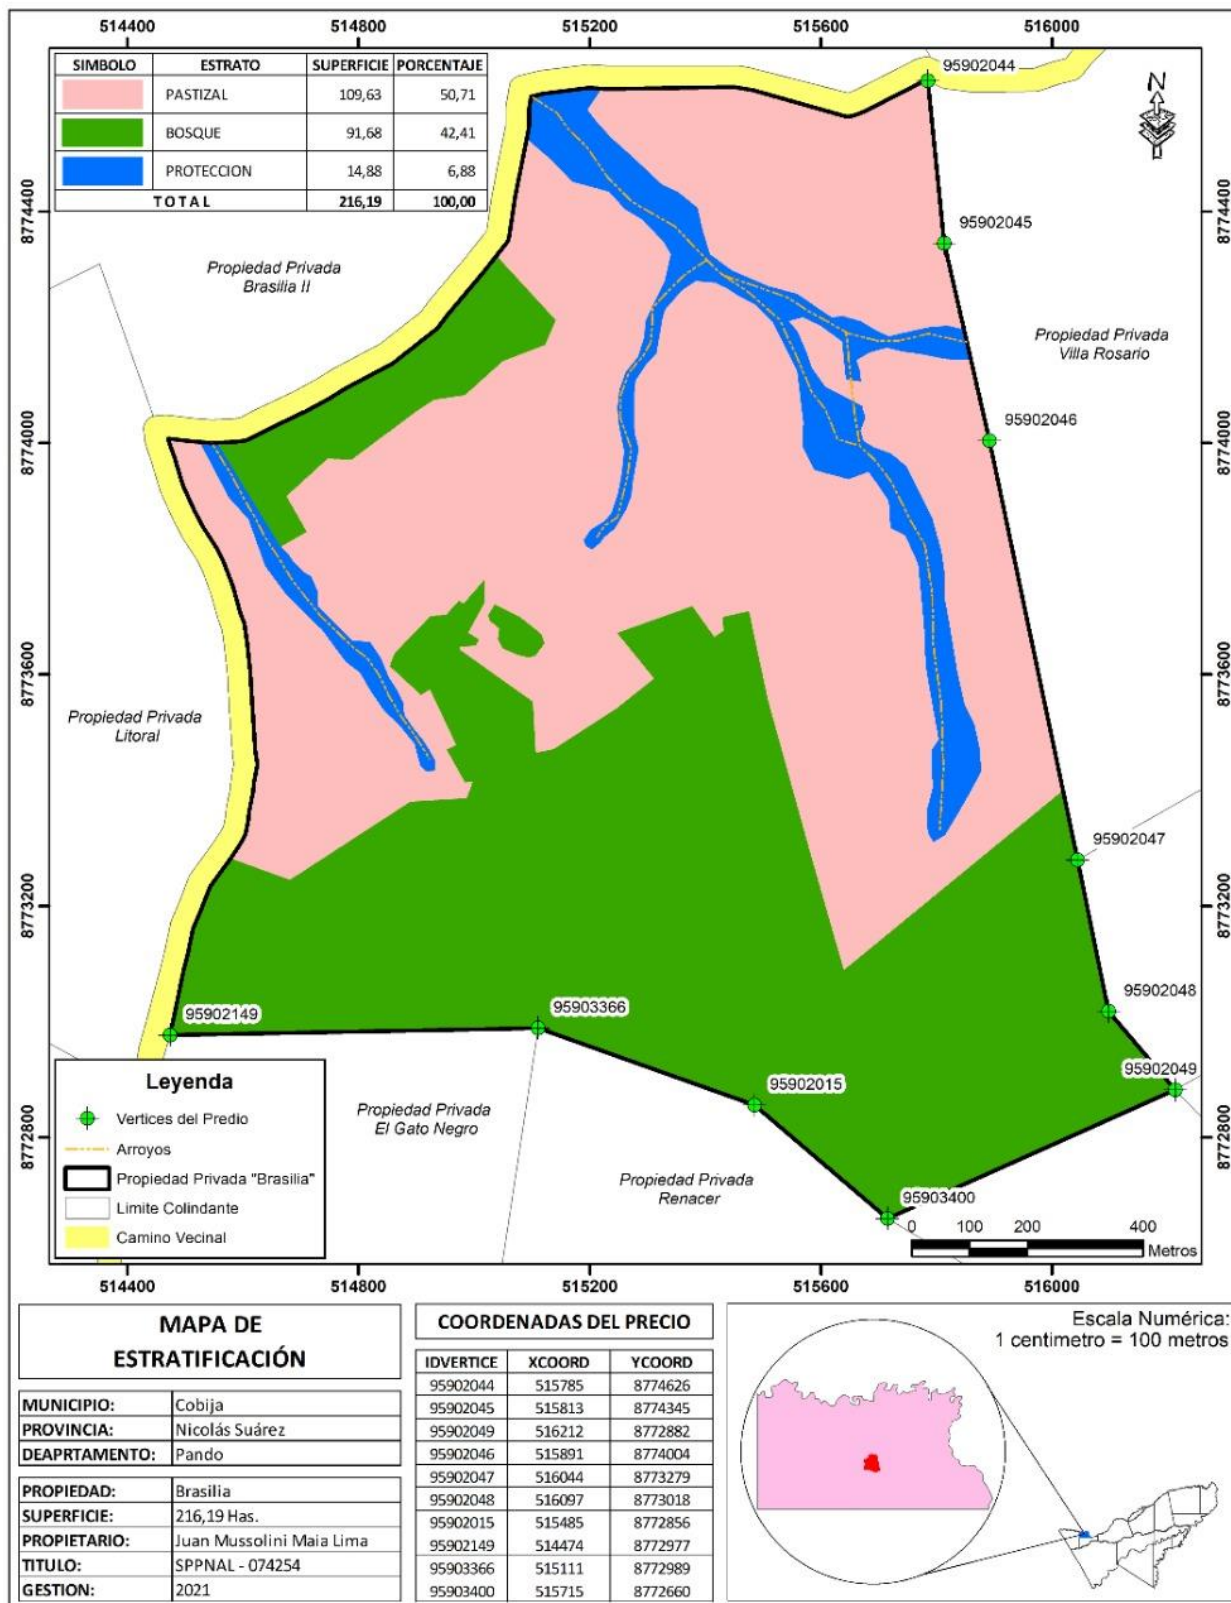 514400 514800 515200 515600 516000
SIMBOLO ESTRATO SUPERFICIE PORCENTAJE
PASTIZAL 109,63 50,71
BOSQUE 91,68 42,41
PROTECCION 14,88 6,88
TOTAL 216,19 100,00
95902044
N
8774400
8774400
95902045
Propiedad Privada
Brasilia II
Propiedad Privada
Villa Rosario
95902046
8774000
8774000
8773600
8773600
Propiedad Privada
Litoral
95902047
8773200
8773200
95902048
95902149
95903366
95902049
95902015
Leyenda
Vertices del Predio
Arroyos
Propiedad Privada "Brasilia"
Limite Colindante
Camino Vecinal
Propiedad Privada
El Gato Negro
8772800
8772800
Propiedad Privada
Renacer
95903400
0 100 200 400
Metros
514400 514800 515200 515600 516000
MAPA DE
ESTRATIFICACIÓN
MUNICIPIO: Cobija
PROVINCIA: Nicolás Suárez
DEAPRTAMENTO: Pando
PROPIEDAD: Brasilia
SUPERFICIE: 216,19 Has.
PROPIETARIO: Juan Mussolini Maia Lima
TITULO: SPPNAL - 074254
GESTION: 2021
COORDENADAS DEL PRECIO
IDVERTICE XCOORD YCOORD
95902044 515785 8774626
95902045 515813 8774345
95902049 516212 8772882
95902046 515891 8774004
95902047 516044 8773279
95902048 516097 8773018
95902015 515485 8772856
95902149 514474 8772977
95903366 515111 8772989
95903400 515715 8772660
Escala Numérica:
1 centimetro = 100 metros